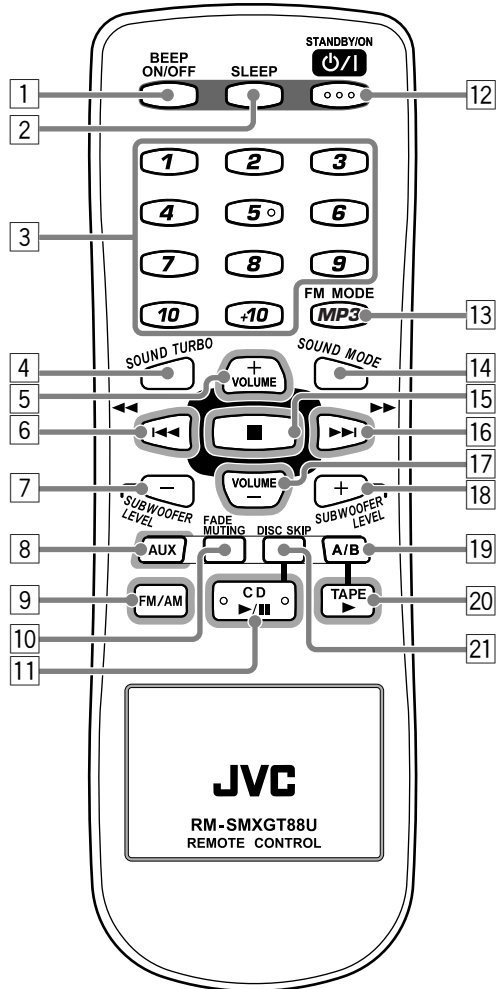 STANDBY/ON
BEEP
ON/OFF
SLEEP
1
2
12
1 2 3
3
4 5 6
7 8 9
10 +10
FM MODE
MP3
13
SOUND TURBO
SOUND MODE
4
14
+
VOLUME
5
15
6
16
VOLUME
–
17
7
–
+
18
SUBWOOFER
LEVEL
SUBWOOFER
LEVEL
FADE
MUTING
DISC SKIP
8
AUX
A/B
19
9
FM/AM
CD
TAPE
20
10
21
11
JVC
RM-SMXGT88U
REMOTE CONTROL